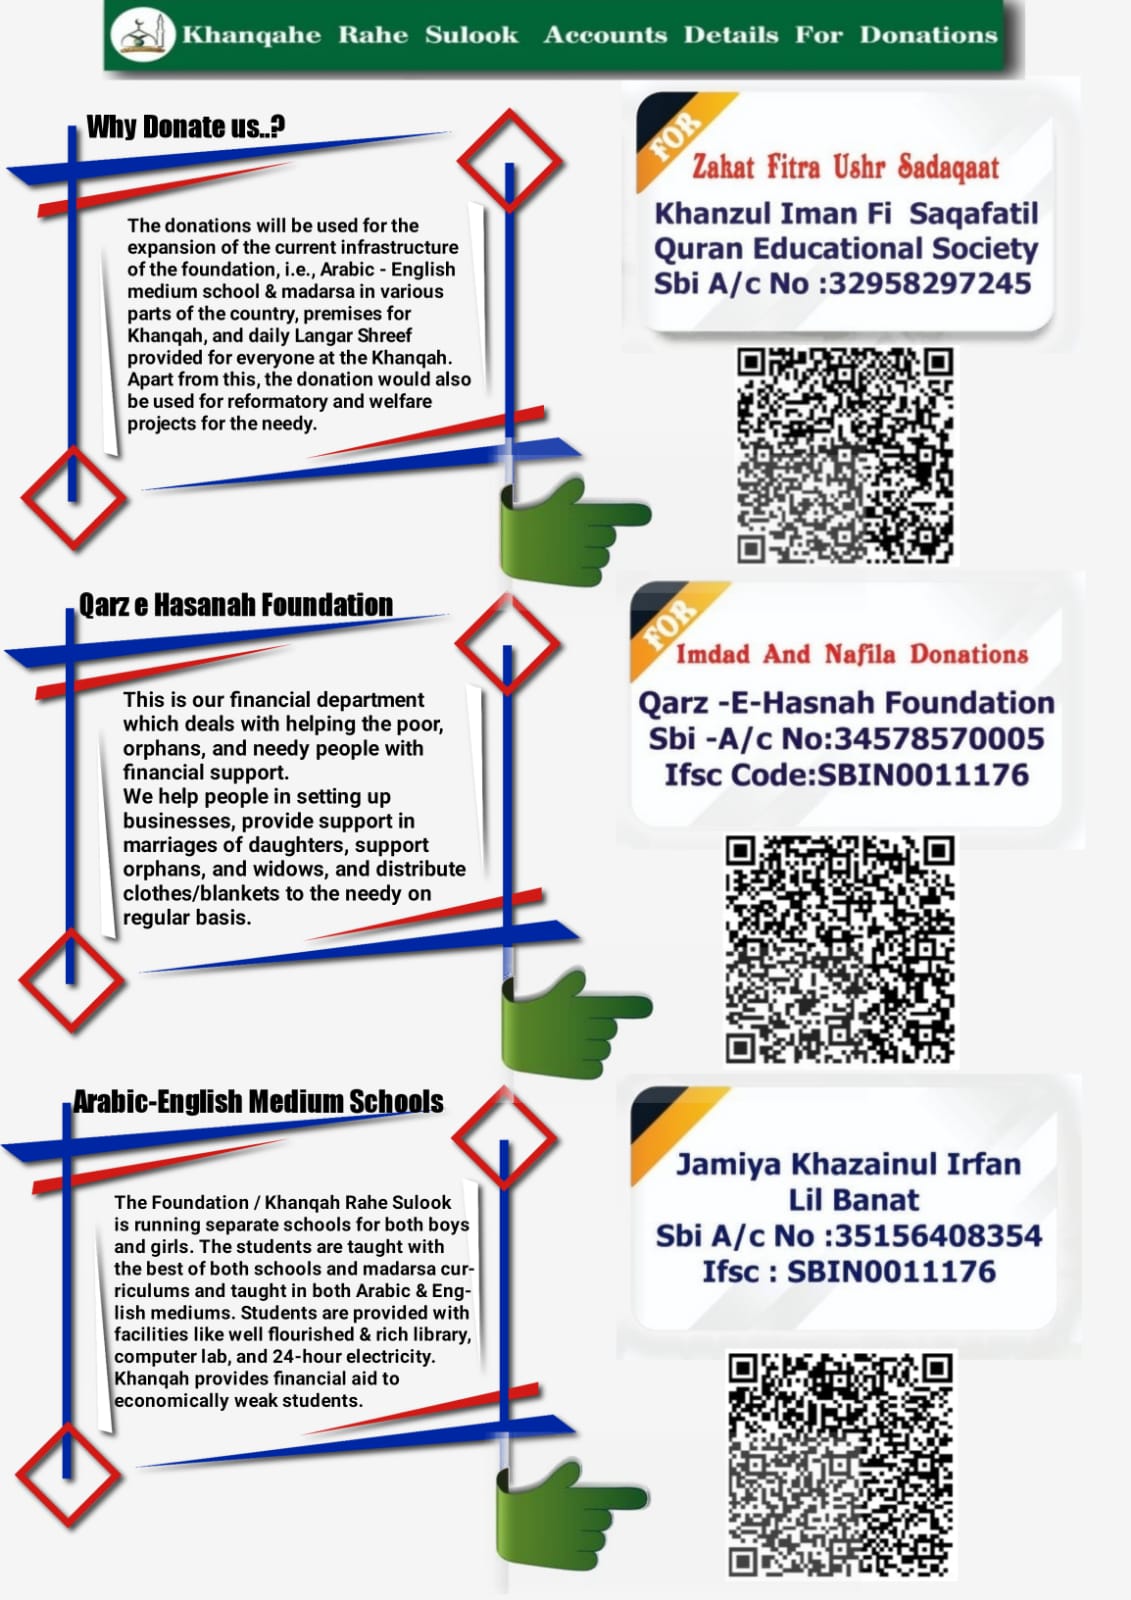 Khanqahe Rahe Sulook Accounts Details For Donations
Why Donate us..?
The donations will be used for the
expansion of the current infrastructure
of the foundation, i.e., Arabic - English
medium school & madarsa in various
parts of the country, premises for
Khanqah, and daily Langar Shreef
provided for everyone at the Khanqah.
Apart from this, the donation would also
be used for reformatory and welfare
projects for the needy.
FOR
Zakat Fitra Ushr Sadaqaat
Khanzul Iman Fi Saqafatil
Quran Educational Society
Sbi A/c No :32958297245
Qarz e Hasanah Foundation
This is our financial department
which deals with helping the poor,
orphans, and needy people with
financial support.
We help people in setting up
businesses, provide support in
marriages of daughters, support
orphans, and widows, and distribute
clothes/blankets to the needy on
regular basis.
FOR
Imdad And Nafila Donations
Qarz -E-Hasnah Foundation
Sbi -A/c No:34578570005
Ifsc Code:SBIN0011176
Arabic-English Medium Schools
The Foundation / Khanqah Rahe Sulook
is running separate schools for both boys
and girls. The students are taught with
the best of both schools and madarsa cur-
riculums and taught in both Arabic & Eng-
lish mediums. Students are provided with
facilities like well flourished & rich library,
computer lab, and 24-hour electricity.
Khanqah provides financial aid to
economically weak students.
Jamiya Khazainul Irfan
Lil Banat
Sbi A/c No :35156408354
Ifsc : SBIN0011176